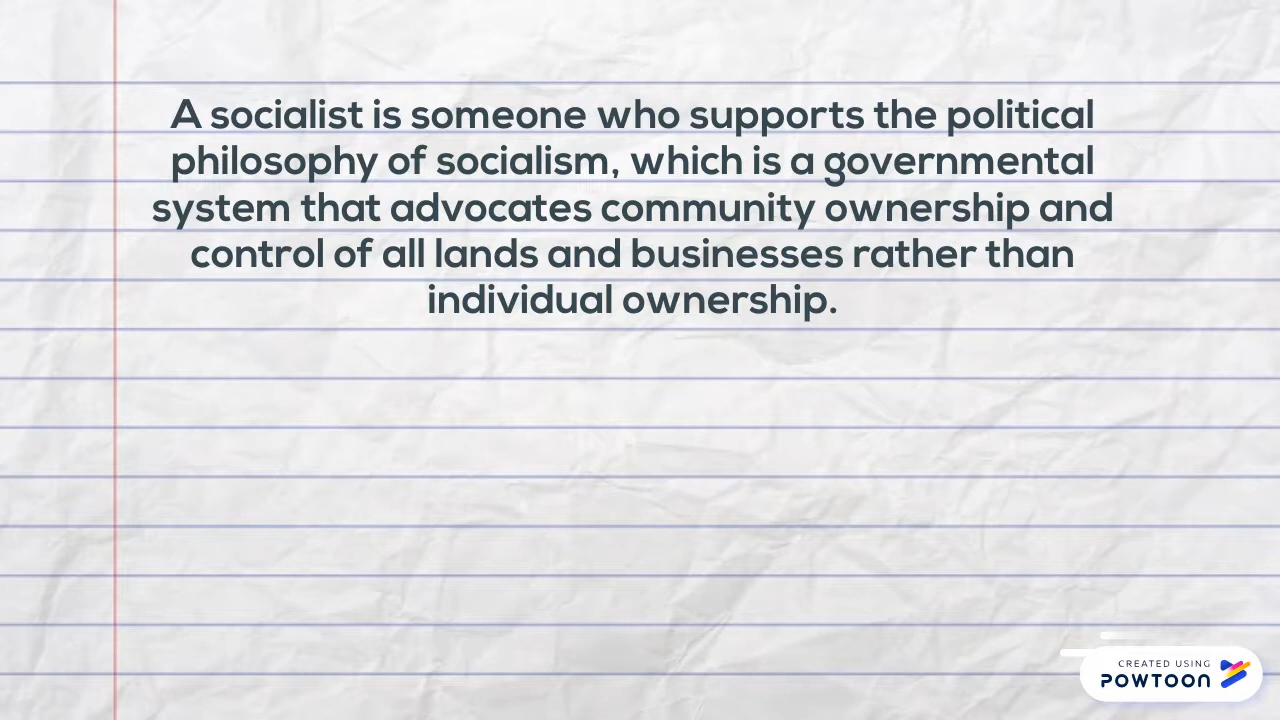 A socialist is someone who supports the political
philosophy of socialism, which is a governmental
system that advocates community ownership and
control of all lands and businesses rather than
individual ownership.
CREATED USING
POWTOON